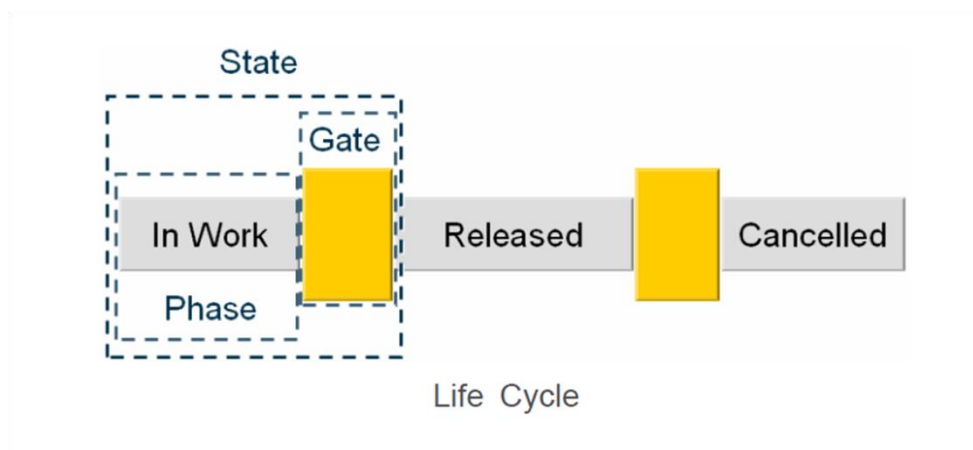 State
Gate
In Work
Released
Cancelled
Phase
Life Cycle